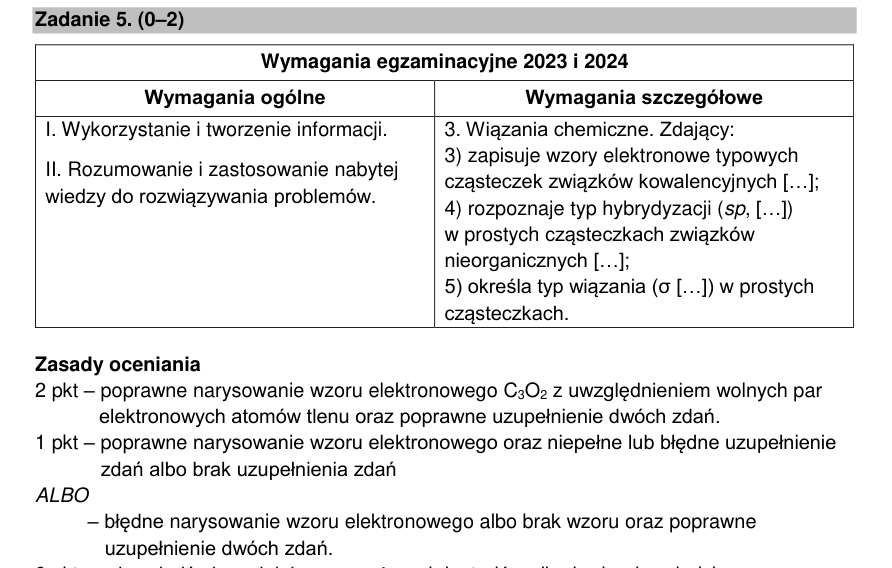 Zadanie 5. (0–2)
Wymagania egzaminacyjne 2023 i 2024
Wymagania ogólne
Wymagania szczegółowe
I. Wykorzystanie i tworzenie informacji.
II. Rozumowanie i zastosowanie nabytej
wiedzy do rozwiązywania problemów.
3. Wiązania chemiczne. Zdający:
3) zapisuje wzory elektronowe typowych
cząsteczek związków kowalencyjnych […];
4) rozpoznaje typ hybrydyzacji (sp, […])
w prostych cząsteczkach związków
nieorganicznych […];
5) określa typ wiązania (σ […]) w prostych
cząsteczkach.
Zasady oceniania
2 pkt – poprawne narysowanie wzoru elektronowego C₃O₂ z uwzględnieniem wolnych par
elektronowych atomów tlenu oraz poprawne uzupełnienie dwóch zdań.
1 pkt – poprawne narysowanie wzoru elektronowego oraz niepełne lub błędne uzupełnienie
zdań albo brak uzupełnienia zdań
ALBO
– błędne narysowanie wzoru elektronowego albo brak wzoru oraz poprawne
uzupełnienie dwóch zdań.